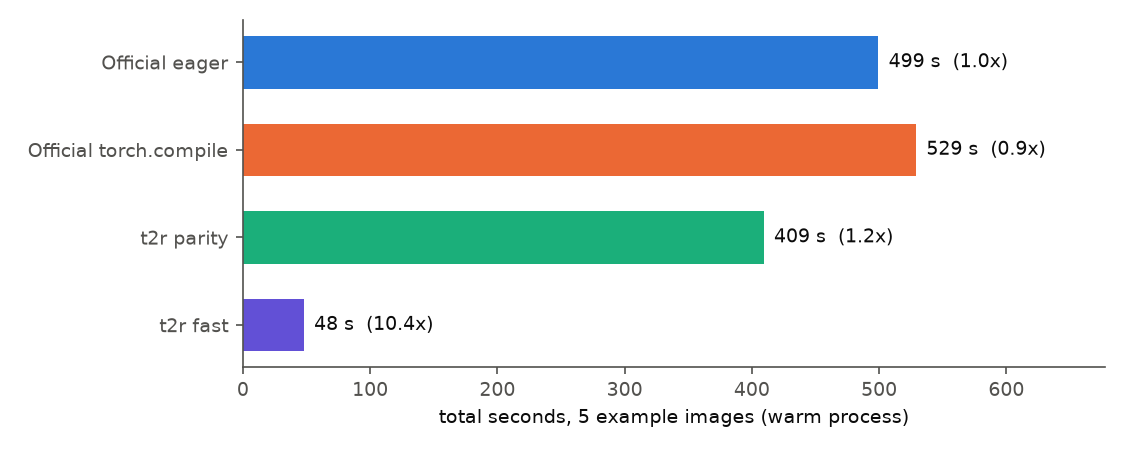 Official eager 499 s (1.0x)
Official torch.compile 529 s (0.9x)
t2r parity 409 s (1.2x)
t2r fast 48 s (10.4x)
0 100 200 300 400 500 600
total seconds, 5 example images (warm process)